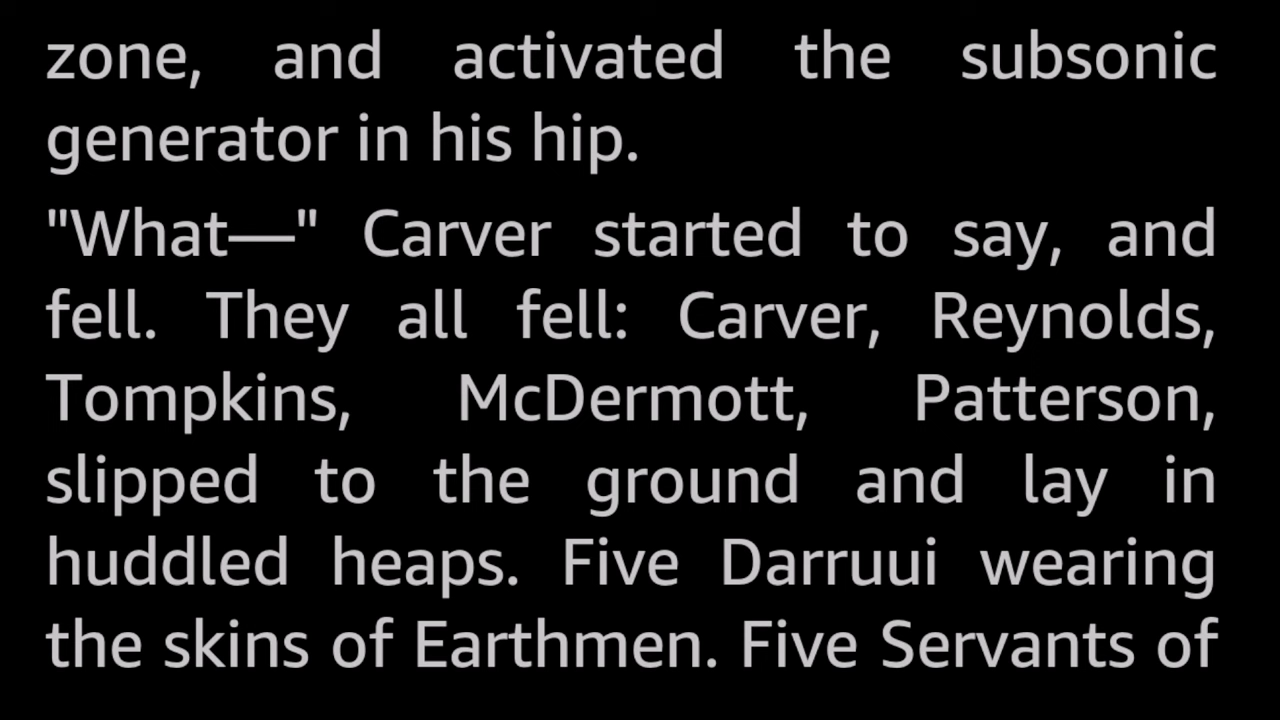 zone, and activated the subsonic
generator in his hip.
"What—" Carver started to say, and
fell. They all fell: Carver, Reynolds,
Tompkins, McDermott, Patterson,
slipped to the ground and lay in
huddled heaps. Five Darruui wearing
the skins of Earthmen. Five Servants of